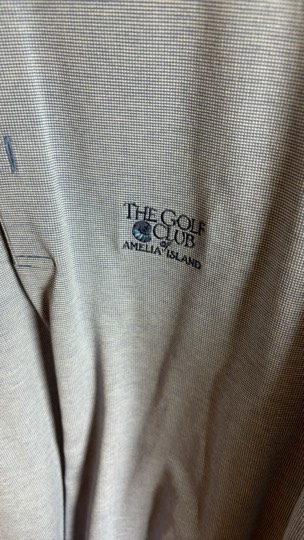 THE GOLF
CLUB
of
AMELIA ISLAND